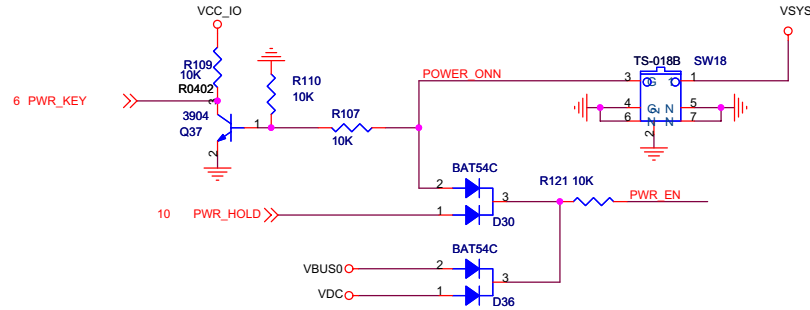 VCC_IO
VSYS
R109
10K
R0402
R110
10K
POWER_ONN
TS-018B SW18
3
1
6 PWR_KEY
3
3904
Q37
1
2
R107
10K
4
6
5
7
2
BAT54C
2
1
3
D30
R121 10K
PWR_EN
10 PWR_HOLD
BAT54C
VBUS0
2
3
VDC
1
D36